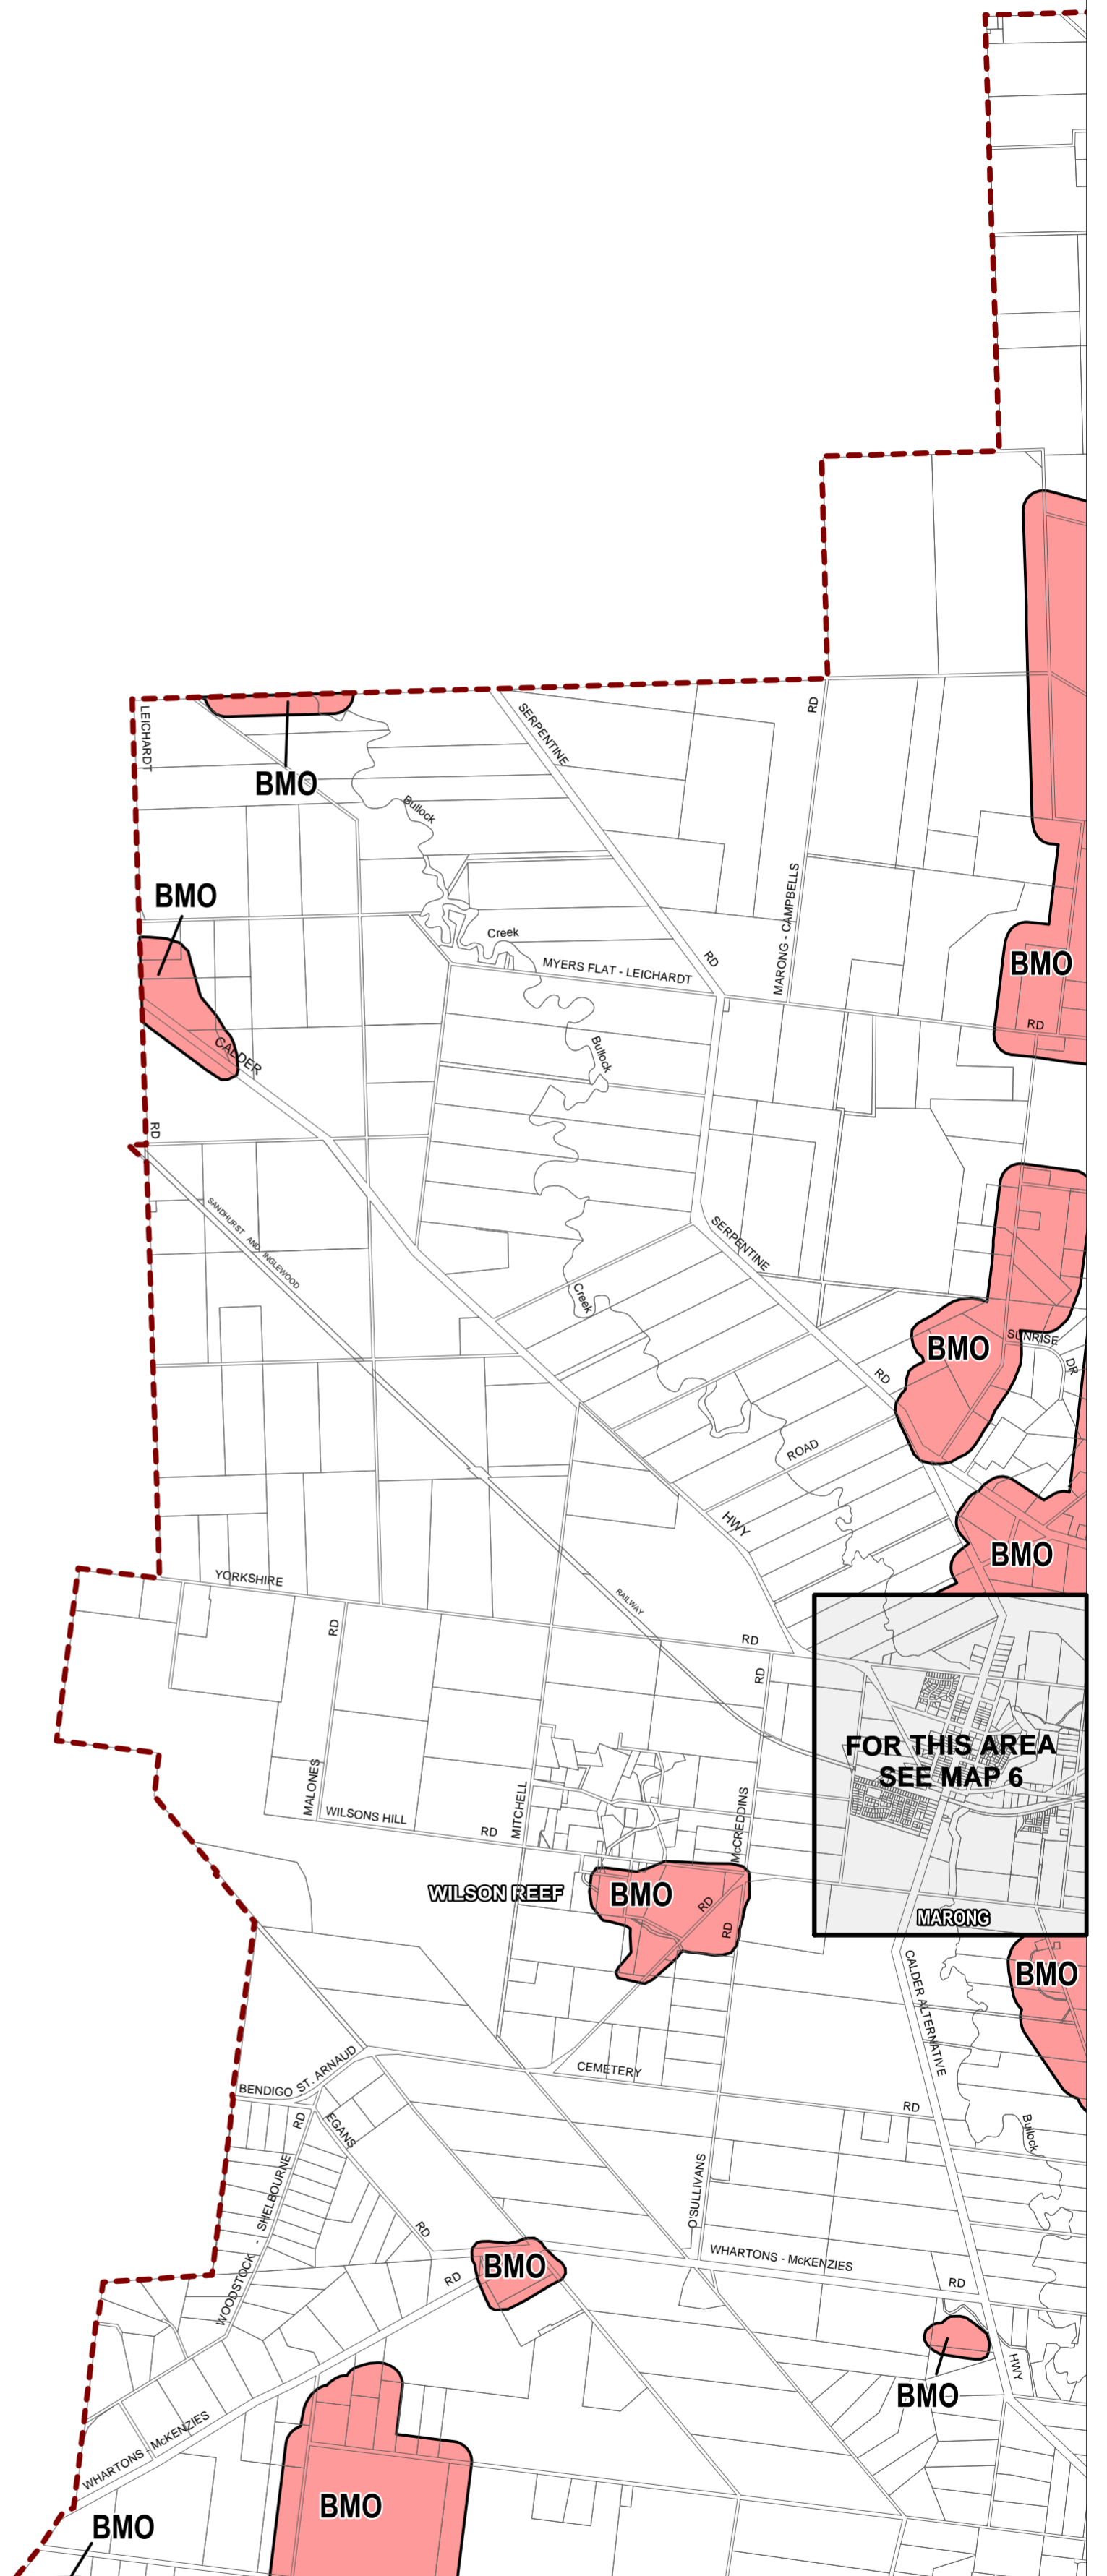 LEICHARDT
SERPENTINE
RD
BMO
Bullock
BMO
MARONG - CAMPBELLS
Creek
RD
BMO
MYERS FLAT - LEICHARDT
RD
CALDER
Bullock
RD
SANDHURST AND INGLEWOOD
SERPENTINE
Creek
SUNRISE
BMO
DR
RD
ROAD
HWY
BMO
YORKSHIRE
RAILWAY
RD
RD
RD
FOR THIS AREA
SEE MAP 6
MALONES
MITCHELL
McCREDDINS
WILSONS HILL
RD
WILSON REEF
BMO
RD
RD
MARONG
BMO
CALDER ALTERNATIVE
ST. ARNAUD
CEMETERY
BENDIGO
RD
EGANS
RD
Bullock
WOODSTOCK - SHELBOURNE
O'SULLIVANS
RD
WHARTONS - McKENZIES
BMO
RD
RD
HWY
BMO
WHARTONS - McKENZIES
BMO
BMO